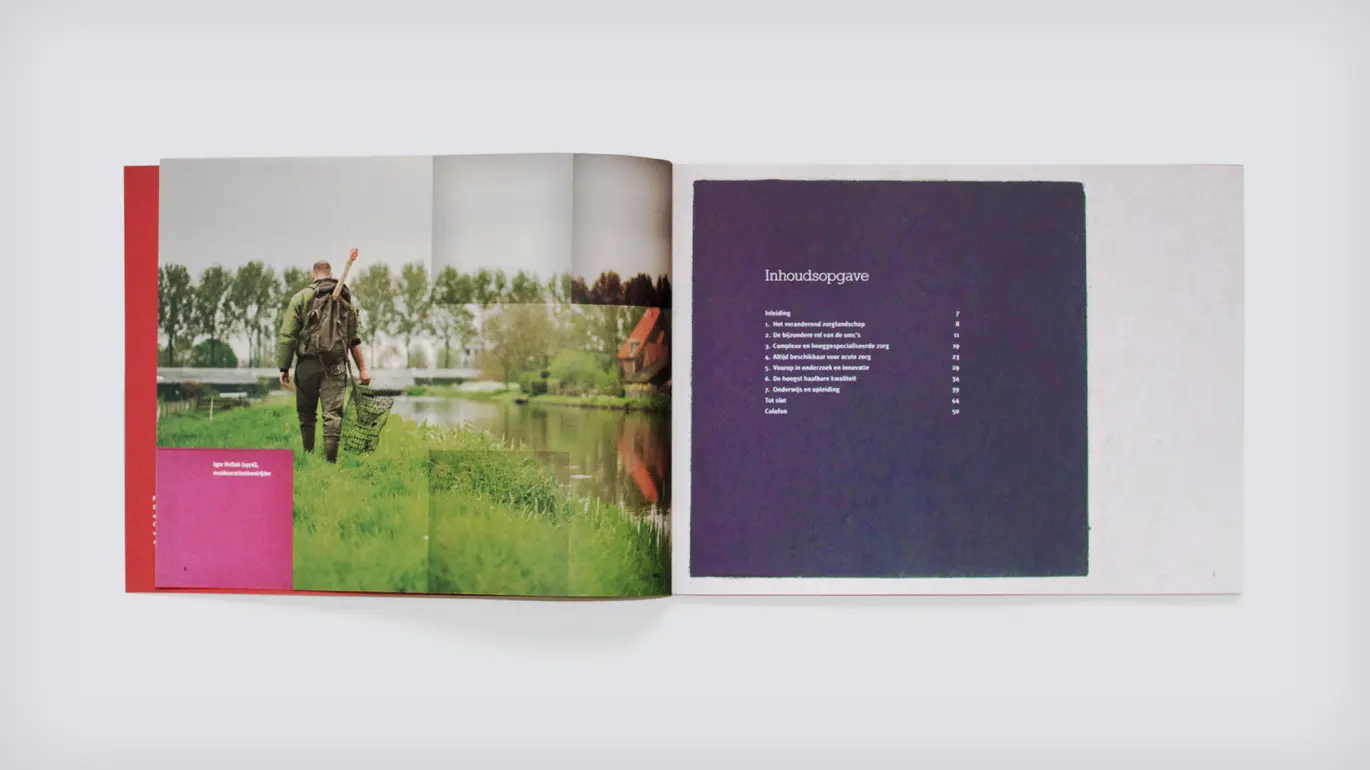 Igor Hollak (1976),
muskusrattenbestrijder
Inhoudsopgave
Inleiding 7
1. Het veranderend zorglandschap 8
2. De bijzondere rol van de umc's 11
3. Complexe en hooggespecialiseerde zorg 19
4. Altijd beschikbaar voor acute zorg 23
5. Voorop in onderzoek en innovatie 29
6. De hoogst haalbare kwaliteit 34
7. Onderwijs en opleiding 39
Tot slot 44
Colofon 50